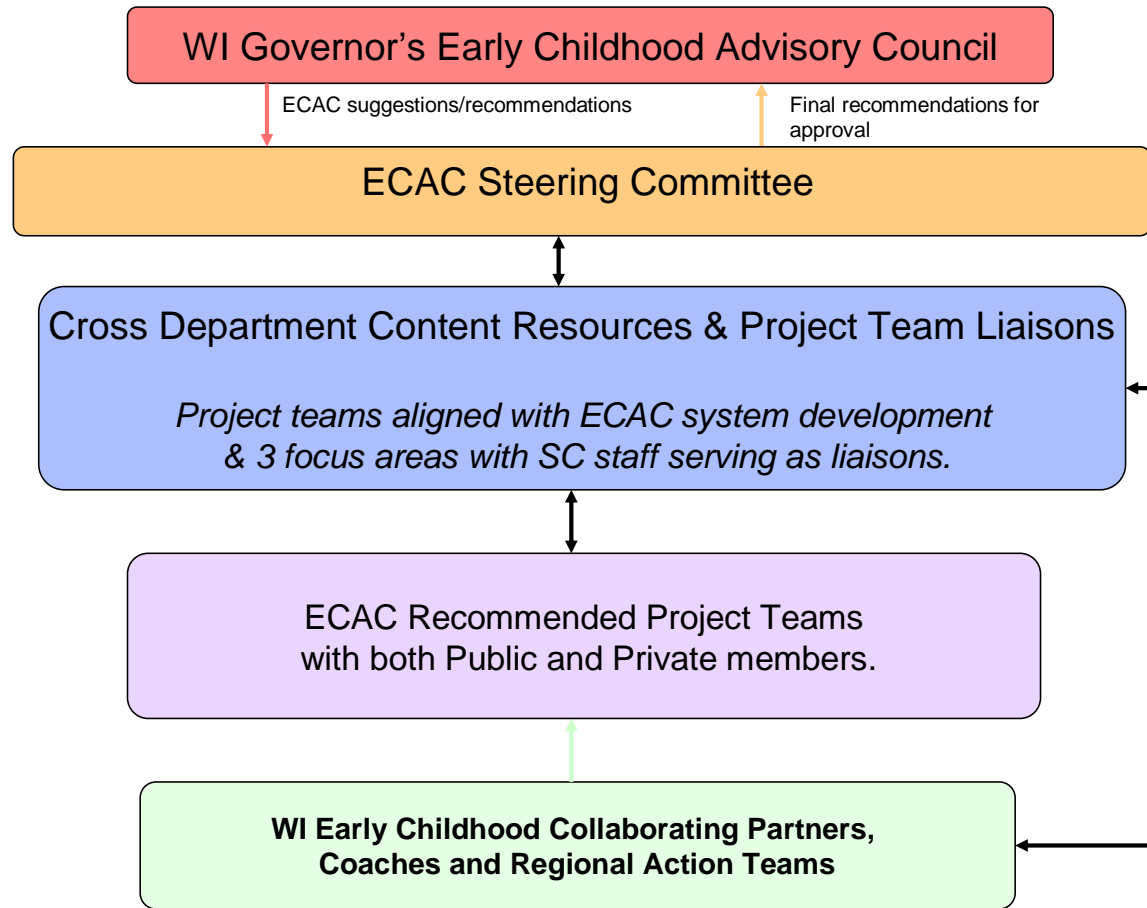 WI Governor’s Early Childhood Advisory Council
ECAC suggestions/recommendations
Final recommendations for
approval
ECAC Steering Committee
Cross Department Content Resources & Project Team Liaisons
Project teams aligned with ECAC system development
& 3 focus areas with SC staff serving as liaisons.
ECAC Recommended Project Teams
with both Public and Private members.
WI Early Childhood Collaborating Partners,
Coaches and Regional Action Teams